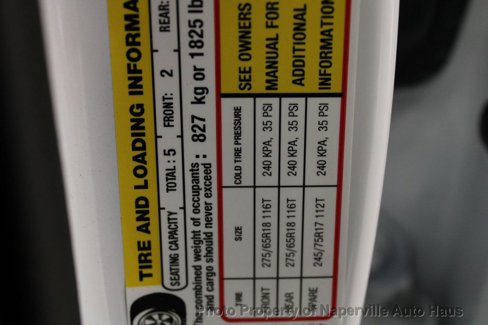 TIRE AND LOADING INFORMA
SEATING CAPACITY TOTAL: 5 FRONT: 2 REAR:
The combined weight of occupants
and cargo should never exceed: 827 kg or 1825 lb
TIRE SIZE COLD TIRE PRESSURE SEE OWNERS
FRONT 275/65R18 116T 240 KPA, 35 PSI MANUAL FOR
REAR 275/65R18 116T 240 KPA, 35 PSI ADDITIONAL
SPARE 245/75R17 112T 240 KPA, 35 PSI INFORMATION
Photo Property of Naperville Auto Haus